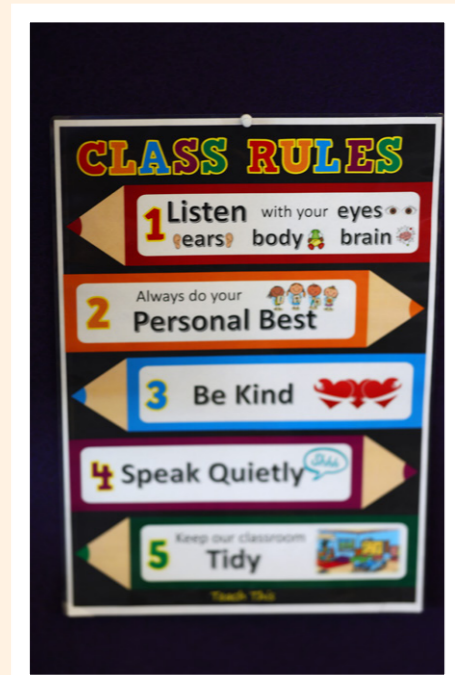 CLASS RULES
1 Listen with your eyes
ears body brain
2 Always do your
Personal Best
3 Be Kind
4 Speak Quietly Shhh
5 Keep our classroom
Tidy
Teach This